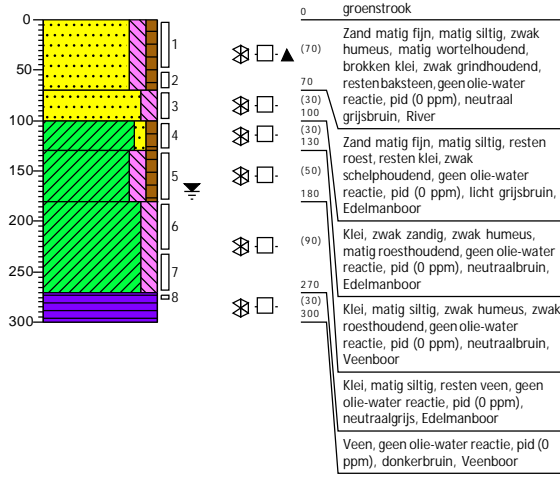 0
50
100
150
200
250
300
1
2
3
4
5
6
7
8
0
(70)
70
(30)
100
(30)
130
(50)
180
(90)
270
(30)
300
groenstrook
Zand matig fijn, matig siltig, zwak
humeus, matig wortelhoudend,
brokken klei, zwak grindhoudend,
resten baksteen, geen olie-water
reactie, pid (0 ppm), neutraal
grijsbruin, River
Zand matig fijn, matig siltig, resten
roest, resten klei, zwak
schelphoudend, geen olie-water
reactie, pid (0 ppm), licht grijsbruin,
Edelmanboor
Klei, zwak zandig, zwak humeus,
matig roesthoudend, geen olie-water
reactie, pid (0 ppm), neutraalbruin,
Edelmanboor
Klei, matig siltig, zwak humeus, zwak
roesthoudend, geen olie-water
reactie, pid (0 ppm), neutraalbruin,
Veenboor
Klei, matig siltig, resten veen, geen
olie-water reactie, pid (0 ppm),
neutraalgrijs, Edelmanboor
Veen, geen olie-water reactie, pid (0
ppm), donkerbruin, Veenboor